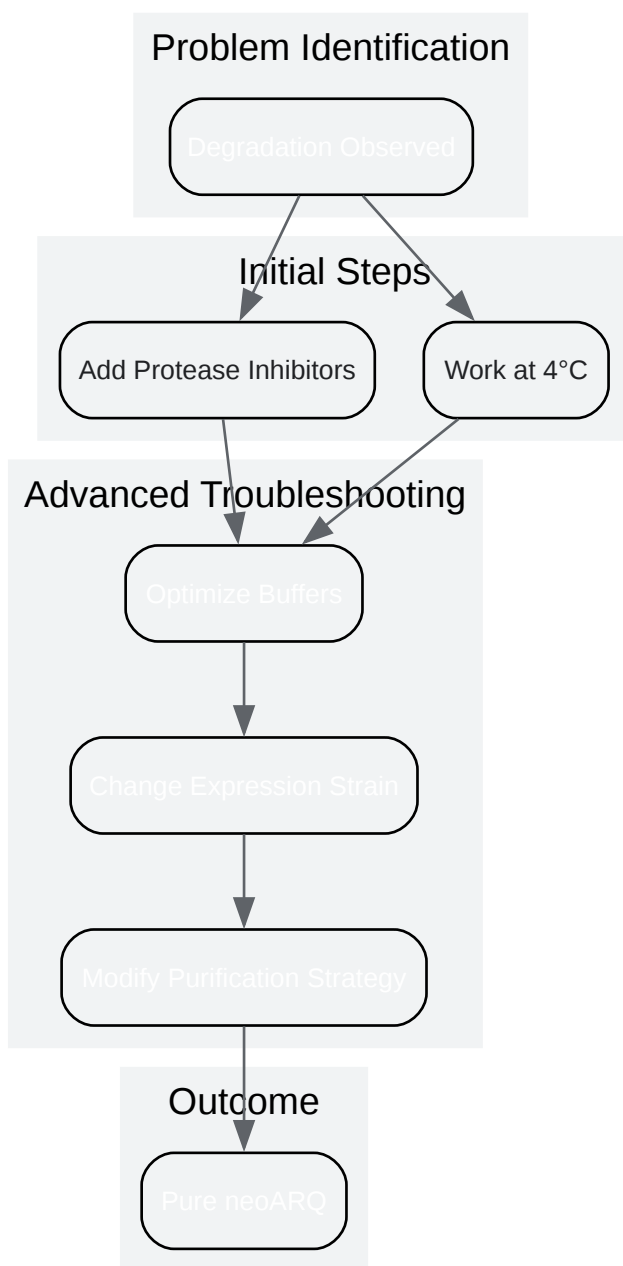 Problem Identification
Degradation Observed
Initial Steps
Add Protease Inhibitors
Work at 4°C
Advanced Troubleshooting
Optimize Buffers
Change Expression Strain
Modify Purification Strategy
Outcome
Pure neoARQ